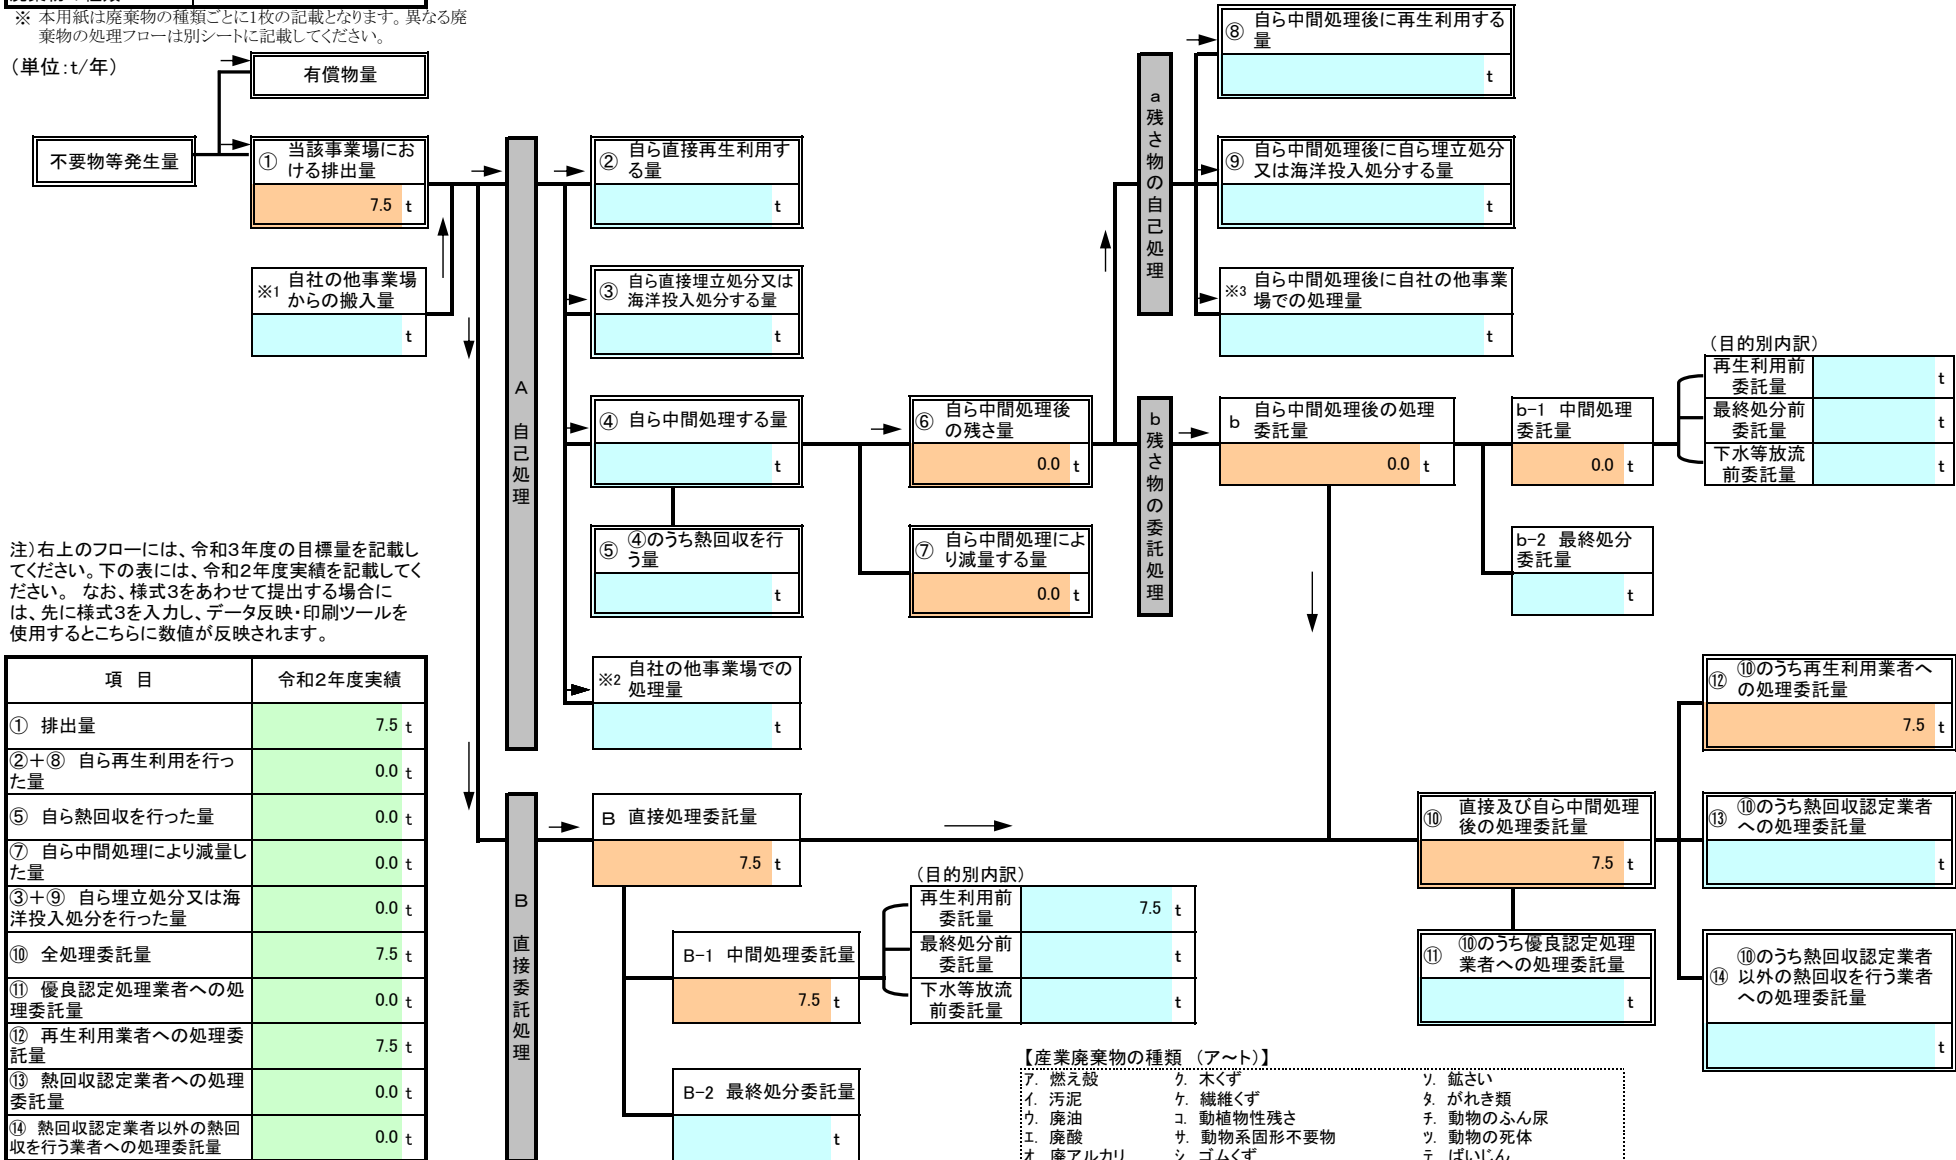 ※ 本用紙は廃棄物の種類ごとに1枚の記載となります。異なる廃
棄物の処理フローは別シートに記載してください。
(単位:t/年)
有償物量
不要物等発生量
① 当該事業場にお
ける排出量
7.5 t
※1 自社の他事業場
からの搬入量
t
A 自己処理
② 自ら直接再生利用す
る量
t
③ 自ら直接埋立処分又は
海洋投入処分する量
t
④ 自ら中間処理する量
t
⑤ ④のうち熱回収を行
う量
t
※2 自社の他事業場での
処理量
t
⑥ 自ら中間処理後
の残さ量
0.0 t
⑦ 自ら中間処理によ
り減量する量
0.0 t
a 残さ物の自己処理
⑧ 自ら中間処理後に再生利用する
量
t
⑨ 自ら中間処理後に自ら埋立処分
又は海洋投入処分する量
t
※3 自ら中間処理後に自社の他事業
場での処理量
t
b 残さ物の委託処理
b 自ら中間処理後の処理
委託量
0.0 t
b-1 中間処理
委託量
0.0 t
(目的別内訳)
再生利用前
委託量
t
最終処分前
委託量
t
下水等放流
前委託量
t
b-2 最終処分
委託量
t
注)右上のフローには、令和3年度の目標量を記載し
てください。下の表には、令和2年度実績を記載してく
ださい。 なお、様式3をあわせて提出する場合に
は、先に様式3を入力し、データ反映・印刷ツールを
使用するとこちらに数値が反映されます。
項 目 令和2年度実績
① 排出量 7.5 t
②+⑧ 自ら再生利用を行っ
た量 0.0 t
⑤ 自ら熱回収を行った量 0.0 t
⑦ 自ら中間処理により減量し
た量 0.0 t
③+⑨ 自ら埋立処分又は海
洋投入処分を行った量 0.0 t
⑩ 全処理委託量 7.5 t
⑪ 優良認定処理業者への処
理委託量 0.0 t
⑫ 再生利用業者への処理委
託量 7.5 t
⑬ 熱回収認定業者への処理
委託量 0.0 t
⑭ 熱回収認定業者以外の熱回
収を行う業者への処理委託量 0.0 t
B 直接委託処理
B 直接処理委託量
7.5 t
B-1 中間処理委託量
7.5 t
(目的別内訳)
再生利用前
委託量
7.5 t
最終処分前
委託量
t
下水等放流
前委託量
t
B-2 最終処分委託量
t
⑩ 直接及び自ら中間処理
後の処理委託量
7.5 t
⑪ ⑩のうち優良認定処理
業者への処理委託量
t
⑫ ⑩のうち再生利用業者へ
の処理委託量
7.5 t
⑬ ⑩のうち熱回収認定業者
への処理委託量
t
⑭ ⑩のうち熱回収認定業者
以外の熱回収を行う業者
への処理委託量
t
【産業廃棄物の種類 (ア~ト)】
ア. 燃え殻 ク. 木くず ソ. 鉱さい
イ. 汚泥 ケ. 繊維くず タ. がれき類
ウ. 廃油 コ. 動植物性残さ チ. 動物のふん尿
エ. 廃酸 サ. 動物系固形不要物 ツ. 動物の死体
オ. 廃アルカリ シ. ゴムくず テ. ばいじん